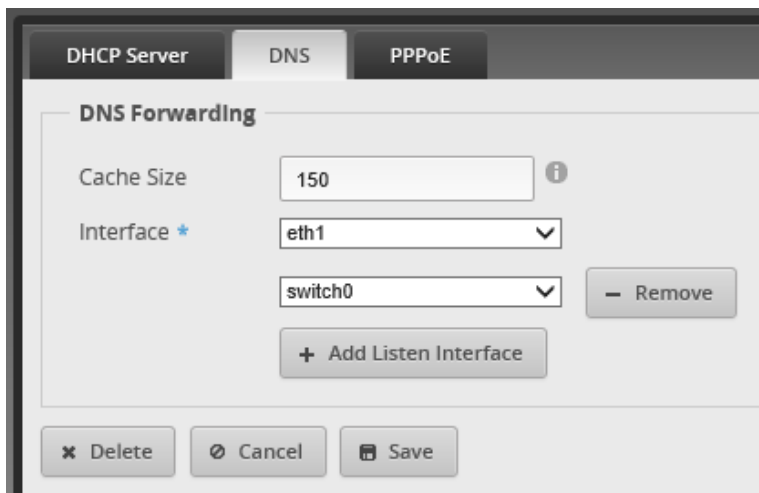 DHCP Server DNS PPPoE
DNS Forwarding
Cache Size 150
Interface * eth1
switch0 − Remove
+ Add Listen Interface
Delete Cancel Save